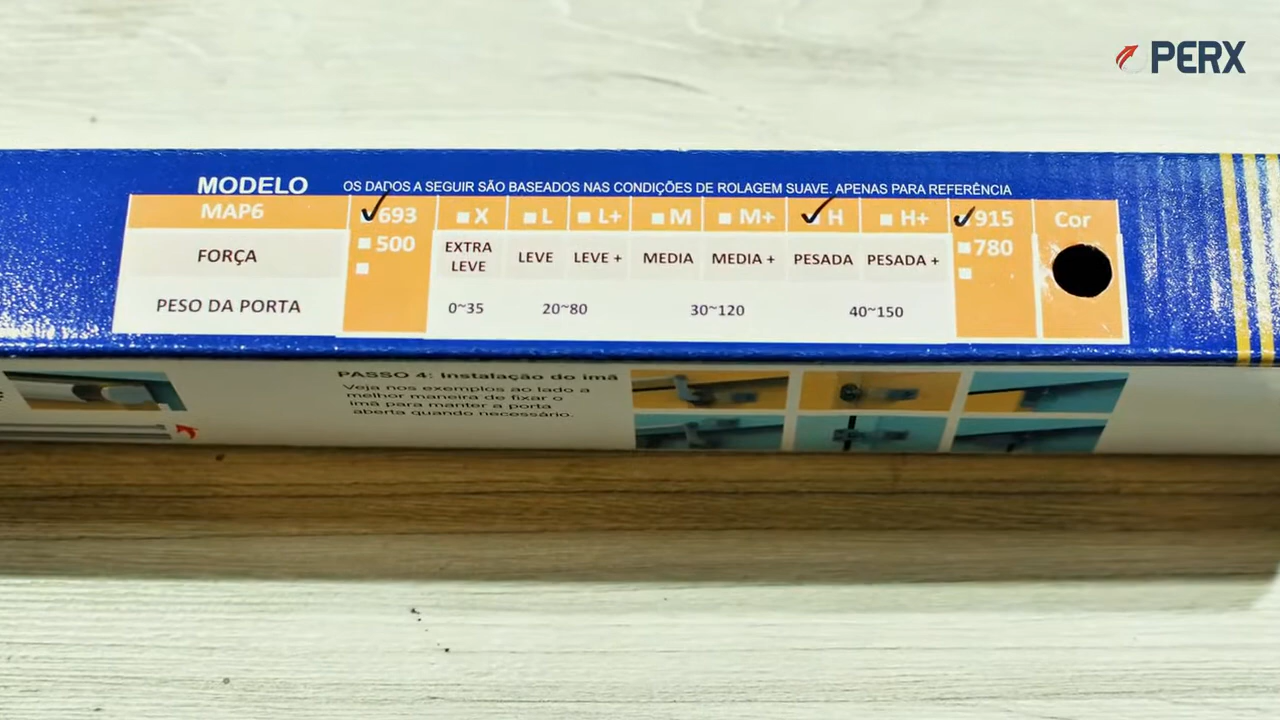 PERX
MODELO OS DADOS A SEGUIR SÃO BASEADOS NAS CONDIÇÕES DE ROLAGEM SUAVE. APENAS PARA REFERÊNCIA
MAP6 693 X L L+ M M+ H H+ 915 Cor
500 780
FORÇA EXTRA LEVE LEVE LEVE + MEDIA MEDIA + PESADA PESADA +
PESO DA PORTA 0~35 20~80 30~120 40~150
PASSO 4: Instalação do imã
Veja nos exemplos ao lado a
melhor maneira de fixar o
imã para manter a porta
aberta quando necessário.